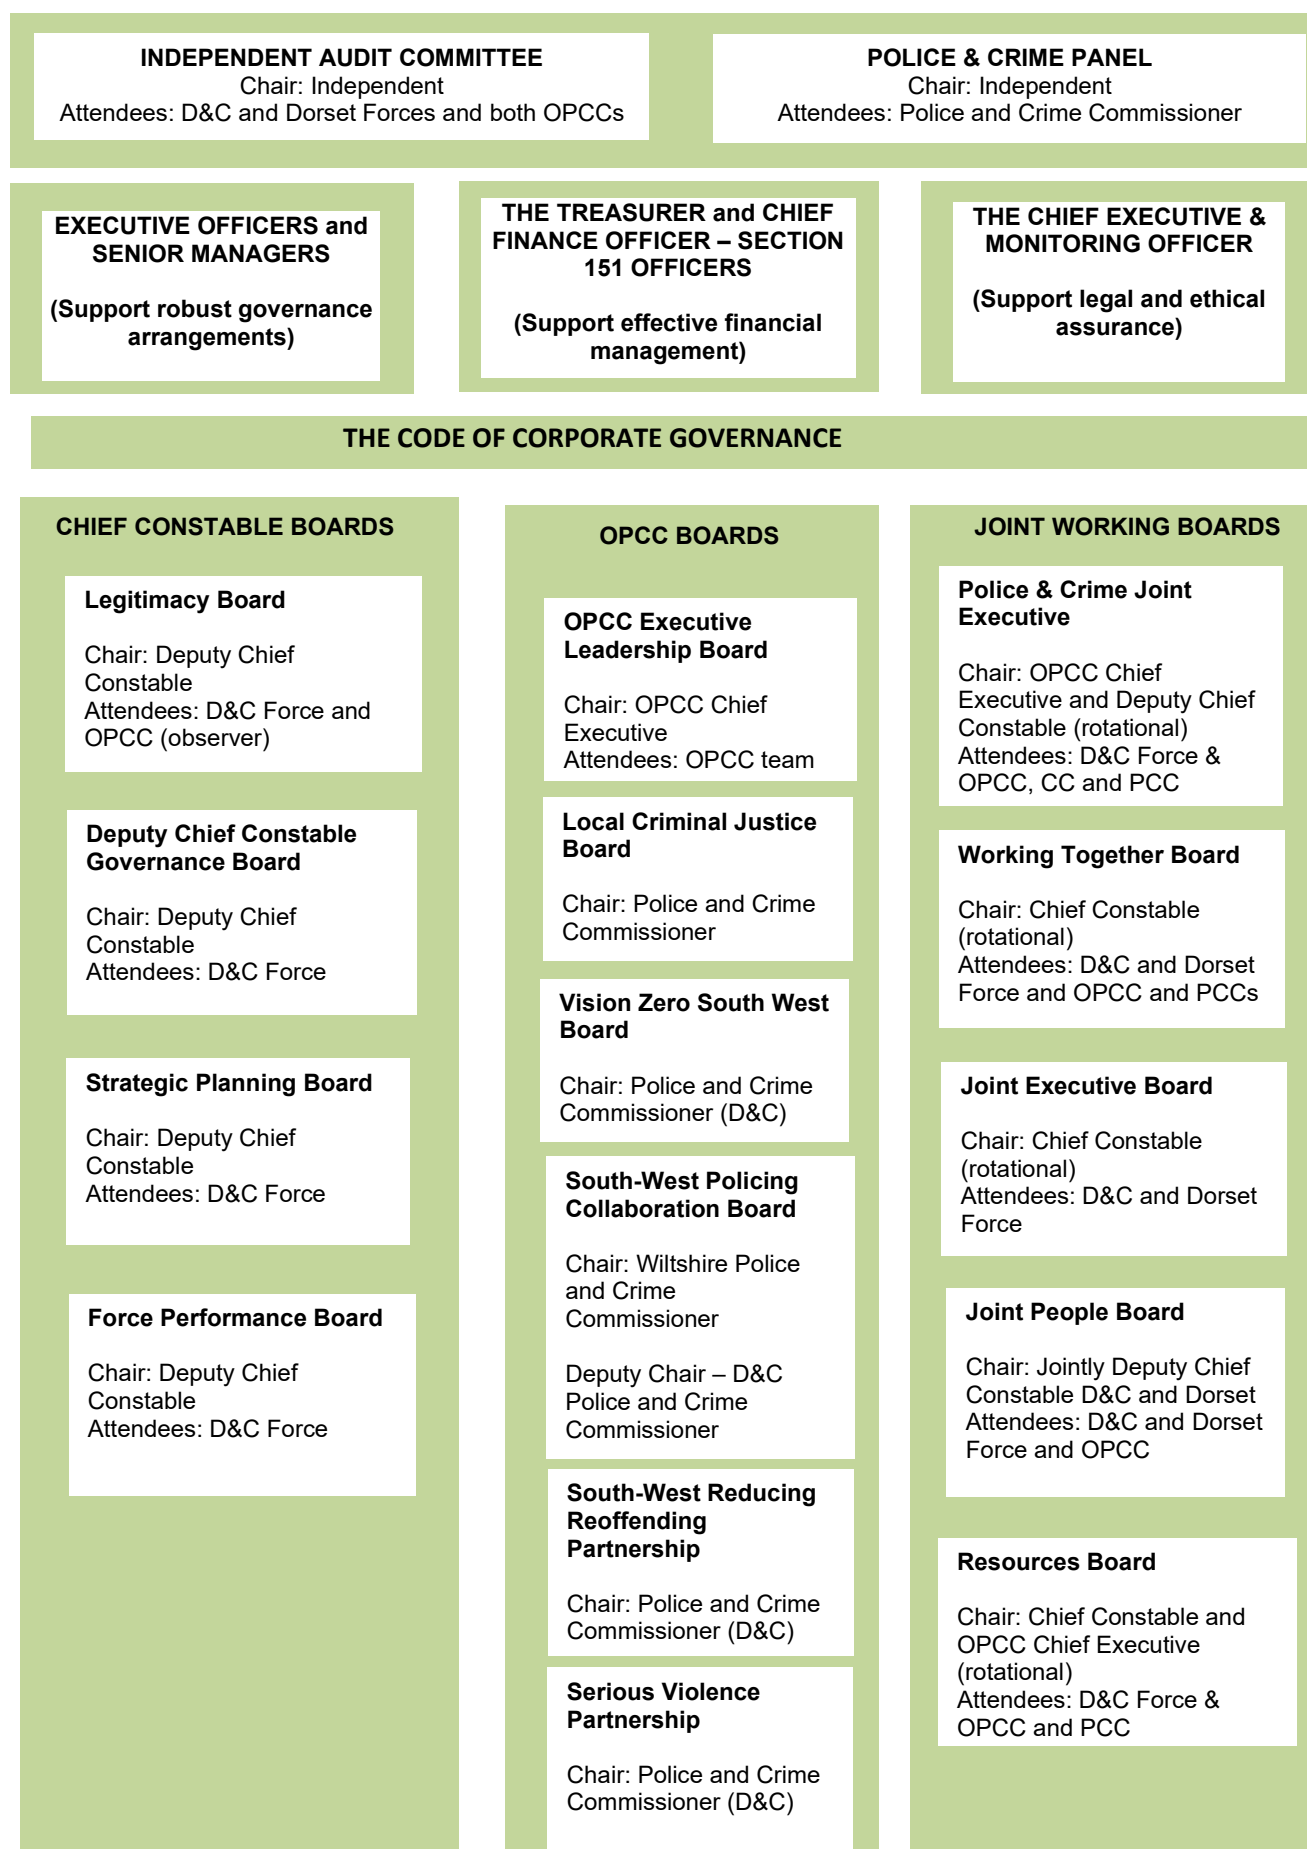 INDEPENDENT AUDIT COMMITTEE
Chair: Independent
Attendees: D&C and Dorset Forces and both OPCCs
POLICE & CRIME PANEL
Chair: Independent
Attendees: Police and Crime Commissioner
EXECUTIVE OFFICERS and
SENIOR MANAGERS
(Support robust governance
arrangements)
THE TREASURER and CHIEF
FINANCE OFFICER – SECTION
151 OFFICERS
(Support effective financial
management)
THE CHIEF EXECUTIVE &
MONITORING OFFICER
(Support legal and ethical
assurance)
THE CODE OF CORPORATE GOVERNANCE
CHIEF CONSTABLE BOARDS
Legitimacy Board
Chair: Deputy Chief
Constable
Attendees: D&C Force and
OPCC (observer)
Deputy Chief Constable
Governance Board
Chair: Deputy Chief
Constable
Attendees: D&C Force
Strategic Planning Board
Chair: Deputy Chief
Constable
Attendees: D&C Force
Force Performance Board
Chair: Deputy Chief
Constable
Attendees: D&C Force
OPCC BOARDS
OPCC Executive
Leadership Board
Chair: OPCC Chief
Executive
Attendees: OPCC team
Local Criminal Justice
Board
Chair: Police and Crime
Commissioner
Vision Zero South West
Board
Chair: Police and Crime
Commissioner (D&C)
South-West Policing
Collaboration Board
Chair: Wiltshire Police
and Crime
Commissioner
Deputy Chair – D&C
Police and Crime
Commissioner
South-West Reducing
Reoffending
Partnership
Chair: Police and Crime
Commissioner (D&C)
Serious Violence
Partnership
Chair: Police and Crime
Commissioner (D&C)
JOINT WORKING BOARDS
Police & Crime Joint
Executive
Chair: OPCC Chief
Executive and Deputy Chief
Constable (rotational)
Attendees: D&C Force &
OPCC, CC and PCC
Working Together Board
Chair: Chief Constable
(rotational)
Attendees: D&C and Dorset
Force and OPCC and PCCs
Joint Executive Board
Chair: Chief Constable
(rotational)
Attendees: D&C and Dorset
Force
Joint People Board
Chair: Jointly Deputy Chief
Constable D&C and Dorset
Attendees: D&C and Dorset
Force and OPCC
Resources Board
Chair: Chief Constable and
OPCC Chief Executive
(rotational)
Attendees: D&C Force &
OPCC and PCC